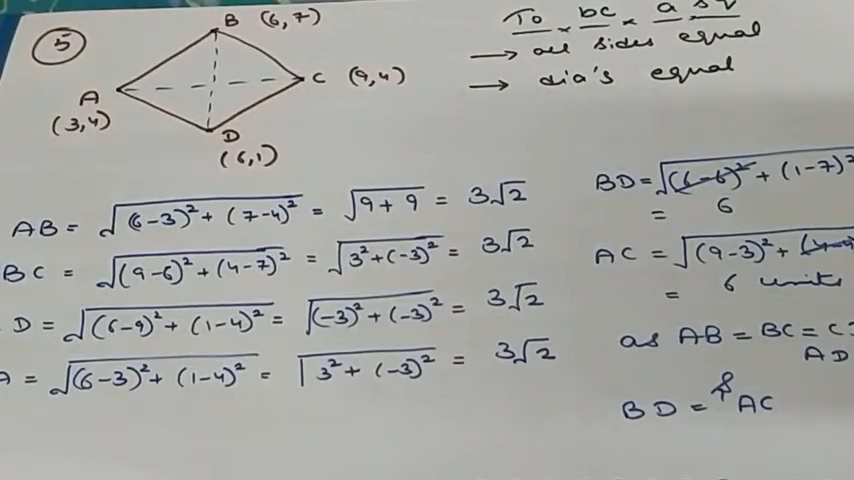 5
B (6,7)
C (9,4)
A
(3,4)
D
(6,1)
To × bc × a
→ all sides equal
→ dia's equal
AB = √(6-3)² + (7-4)² = √9+9 = 3√2
BC = √(9-6)² + (4-7)² = √3²+(-3)² = 3√2
D = √(6-9)² + (1-4)² = √(-3)² + (-3)² = 3√2
A = √(6-3)² + (1-4)² = √3² + (-3)² = 3√2
BD = √(6-6)² + (1-7)²
= 6
AC = √(9-3)² +
= 6 units
as AB = BC = C
AD
& BD = AC